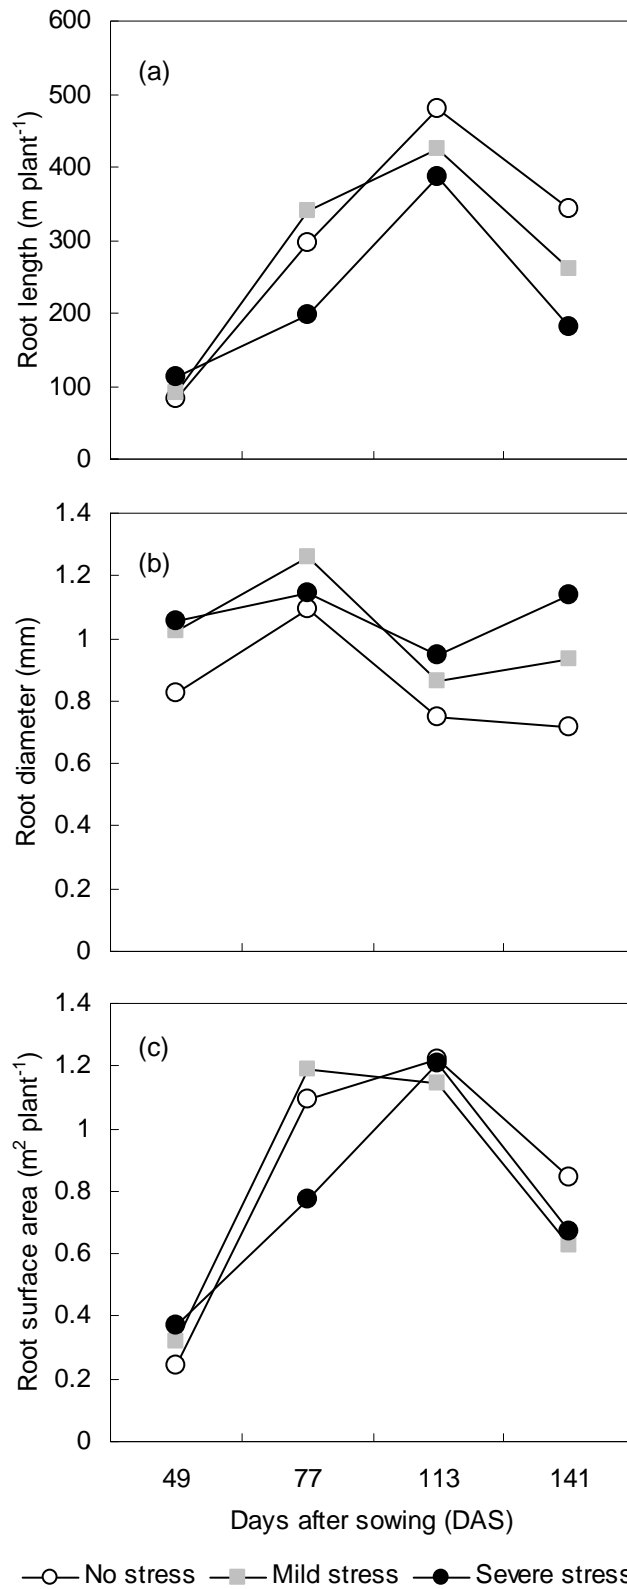 600
(a)
500
400
300
200
100
0
Root length (m plant⁻¹)
1.4
(b)
1.2
1
0.8
0.6
0.4
0.2
0
Root diameter (mm)
1.4
(c)
1.2
1
0.8
0.6
0.4
0.2
0
Root surface area (m² plant⁻¹)
49 77 113 141
Days after sowing (DAS)
No stress Mild stress Severe stress